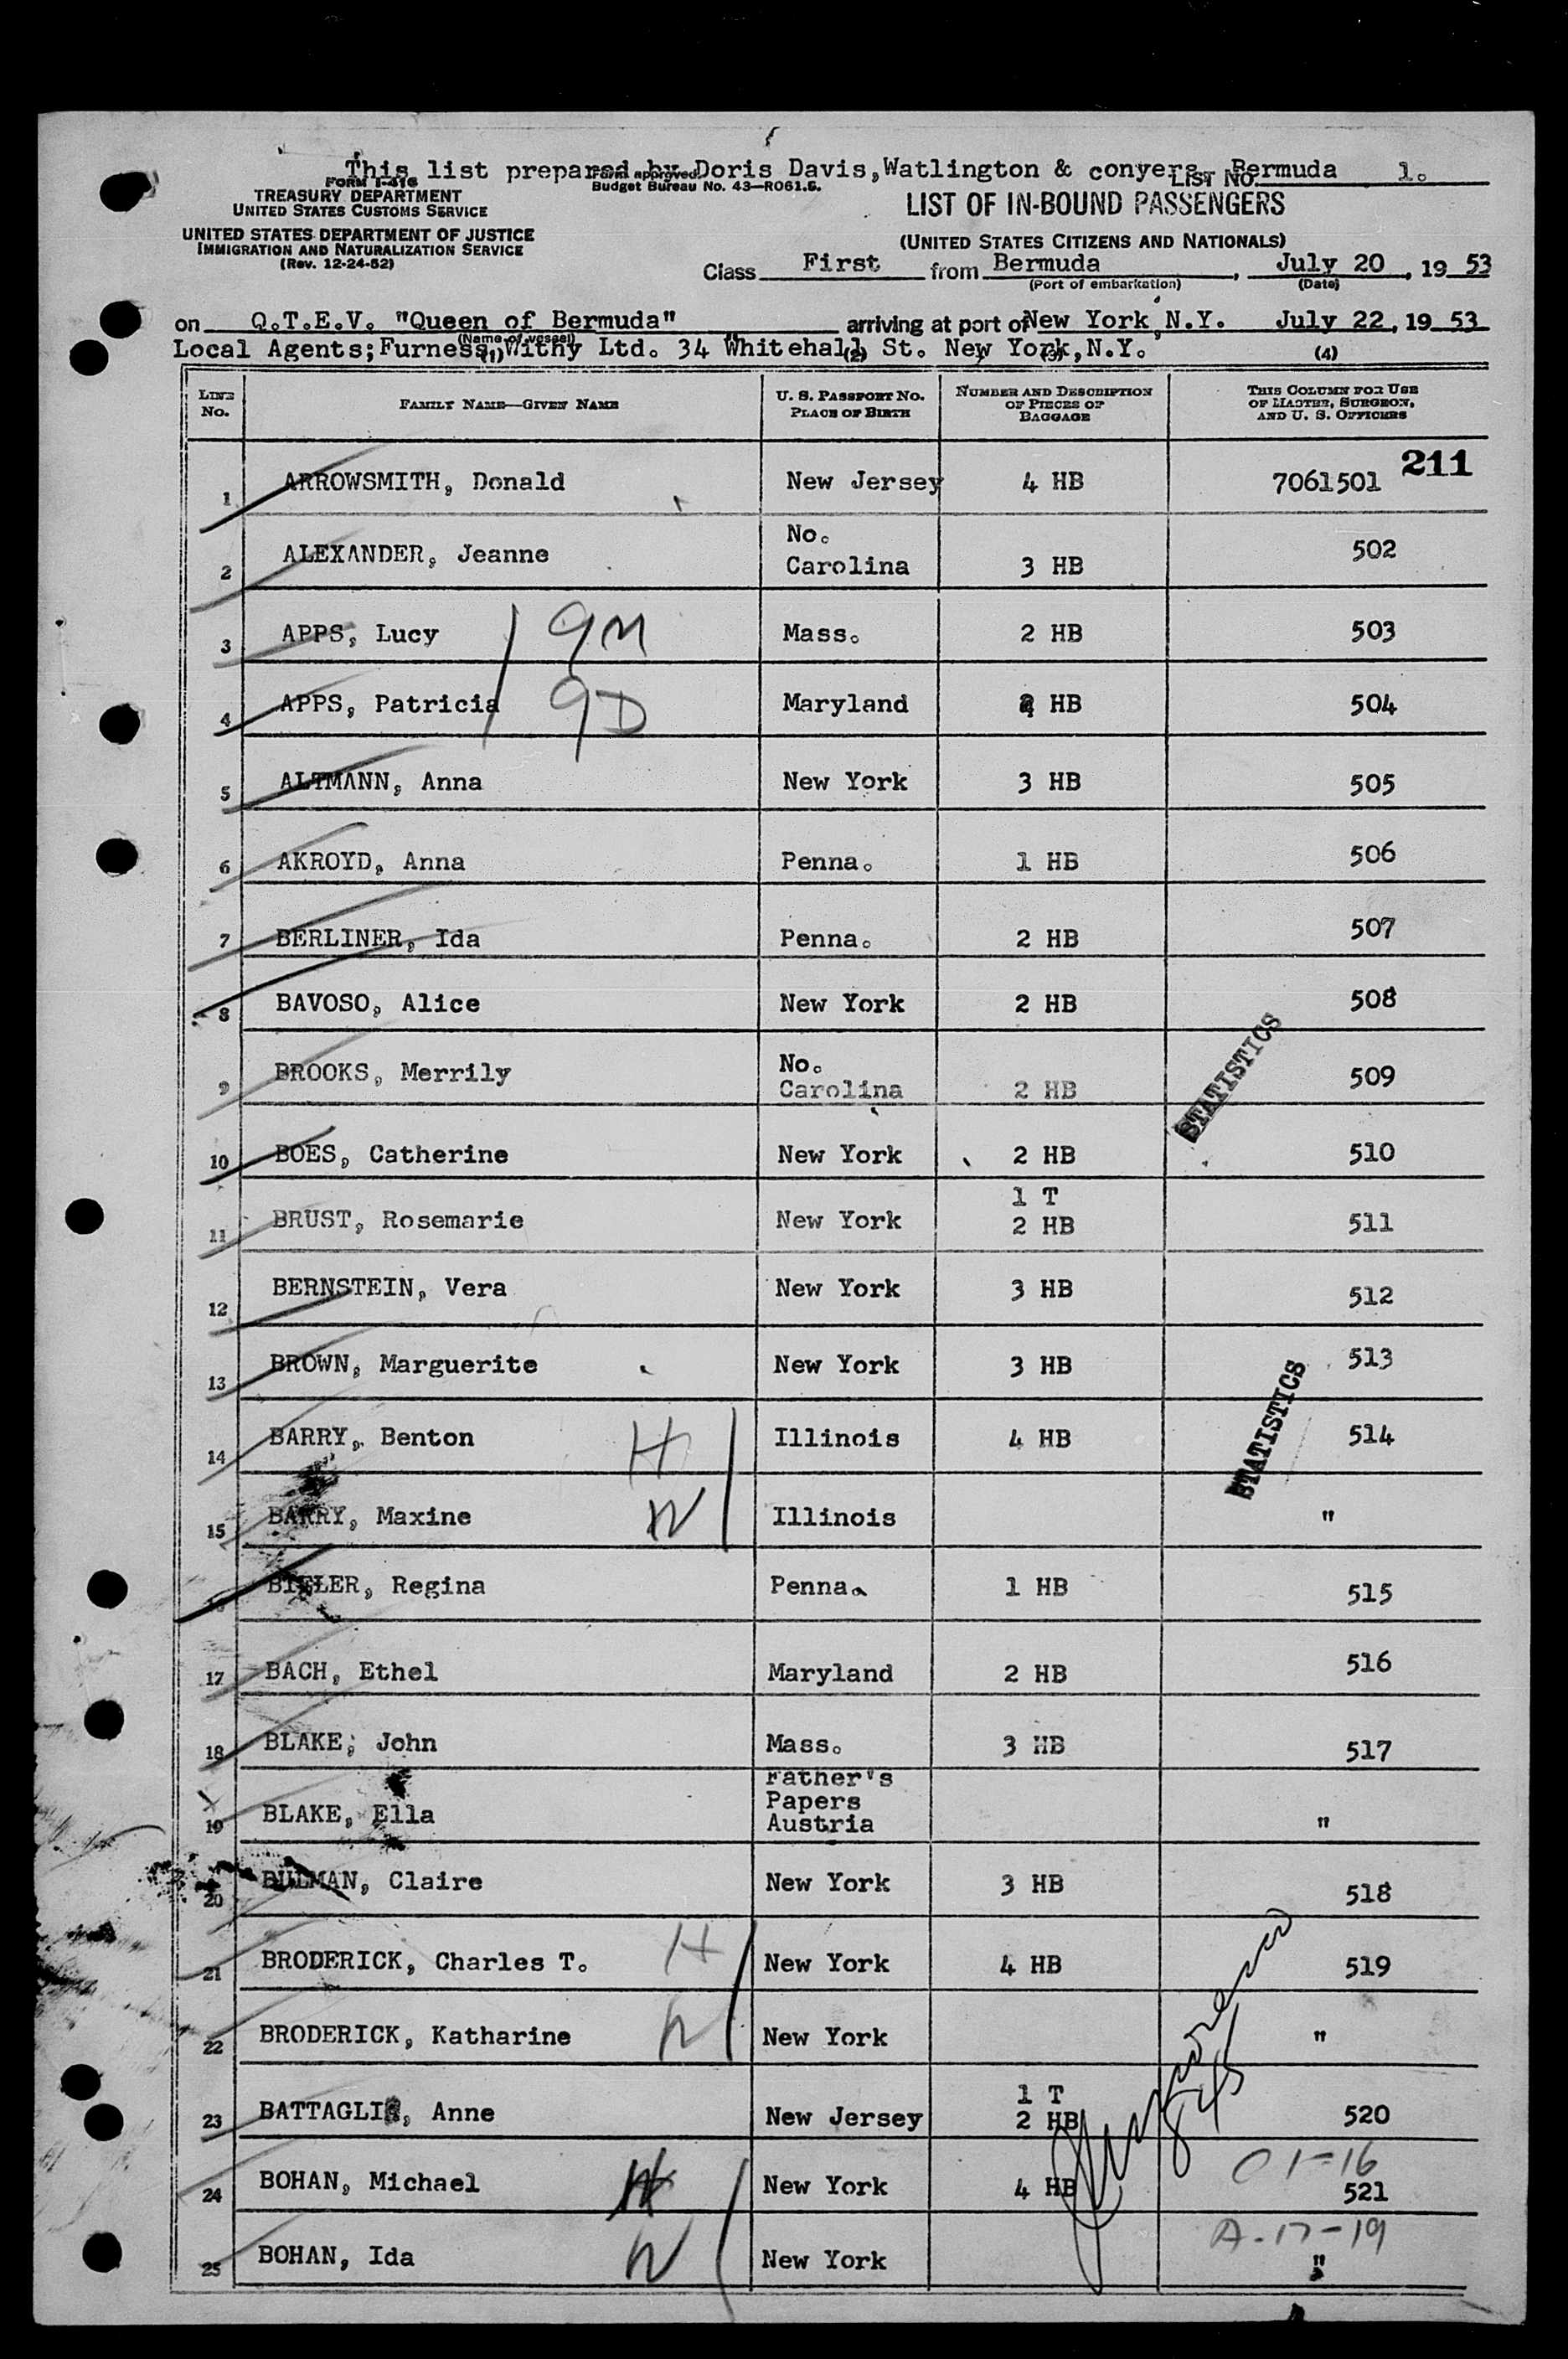 This list prepared by Doris Davis, Watlington & conyers, Bermuda
LIST NO. 1.
FORM I-416
TREASURY DEPARTMENT
UNITED STATES CUSTOMS SERVICE
UNITED STATES DEPARTMENT OF JUSTICE
IMMIGRATION AND NATURALIZATION SERVICE
(Rev. 12-24-52)
Form approved
Budget Bureau No. 43—R061.5.
LIST OF IN-BOUND PASSENGERS
(UNITED STATES CITIZENS AND NATIONALS)
Class First from Bermuda, July 20, 1953
(Port of embarkation) (Date)
on Q.T.E.V. "Queen of Bermuda" arriving at port of New York, N.Y. July 22, 1953
(Name of vessel)
Local Agents; Furness, Withy Ltd. 34 Whitehall St. New York, N.Y.
(1) (2) (3) (4)
LINE No. FAMILY NAME—GIVEN NAME U. S. PASSPORT NO. PLACE OF BIRTH NUMBER AND DESCRIPTION OF PIECES OF BAGGAGE THIS COLUMN FOR USE OF MASTER, SURGEON, AND U. S. OFFICERS
211
1 ARROWSMITH, Donald New Jersey 4 HB 7061501
2 ALEXANDER, Jeanne No. Carolina 3 HB 502
3 APPS, Lucy 9M Mass. 2 HB 503
4 APPS, Patricia 9D Maryland HB 504
5 ALTMANN, Anna New York 3 HB 505
6 AKROYD, Anna Penna. 1 HB 506
7 BERLINER, Ida Penna. 2 HB 507
8 BAVOSO, Alice New York 2 HB 508
9 BROOKS, Merrily No. Carolina 2 HB 509
STATISTICS
10 BOES, Catherine New York 2 HB 510
11 BRUST, Rosemarie New York 1 T 2 HB 511
12 BERNSTEIN, Vera New York 3 HB 512
13 BROWN, Marguerite New York 3 HB 513
STATISTICS
14 BARRY, Benton H Illinois 4 HB 514
15 BARRY, Maxine W Illinois "
16 BIELER, Regina Penna. 1 HB 515
17 BACH, Ethel Maryland 2 HB 516
18 BLAKE, John Mass. 3 HB 517
19 BLAKE, Ella Father's Papers Austria "
20 BULMAN, Claire New York 3 HB 518
21 BRODERICK, Charles T. H New York 4 HB 519
22 BRODERICK, Katharine W New York "
23 BATTAGLIA, Anne New Jersey 1 T 2 HB 520
845
24 BOHAN, Michael H New York 4 HB 521
01-16
25 BOHAN, Ida W New York "
A-17-19